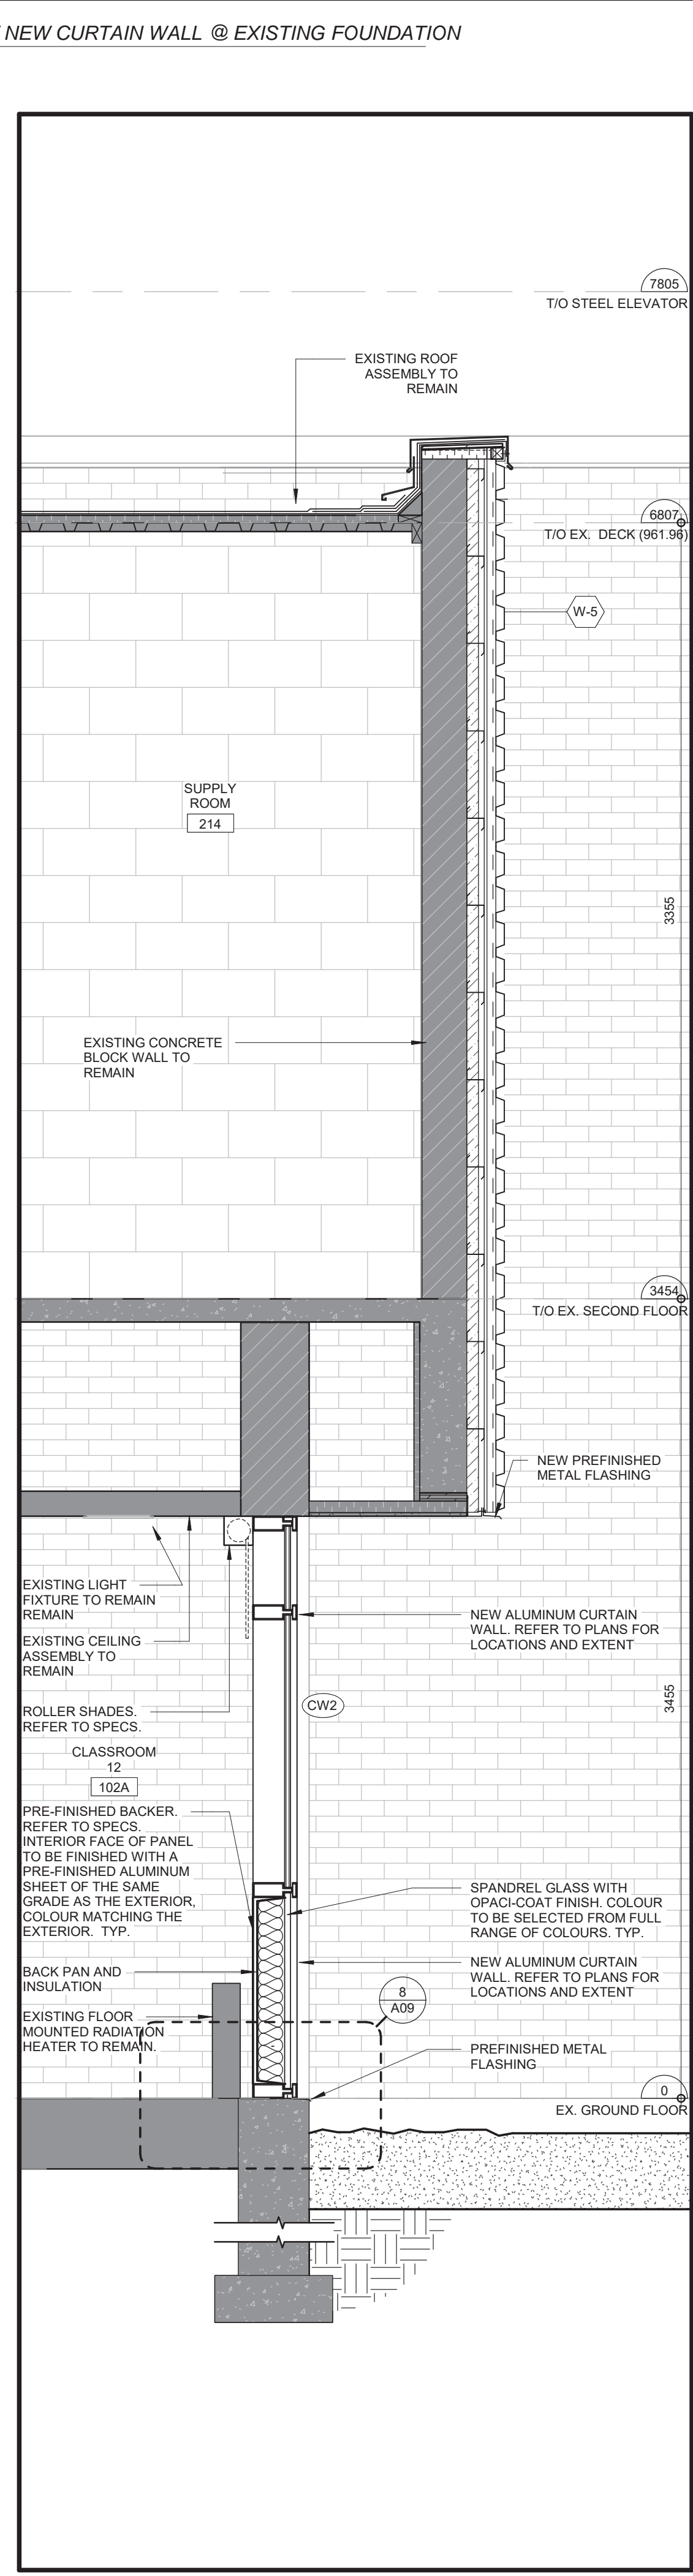 NEW CURTAIN WALL @ EXISTING FOUNDATION
7805
T/O STEEL ELEVATOR
EXISTING ROOF
ASSEMBLY TO
REMAIN
6807
T/O EX. DECK (961.96)
W-5
SUPPLY
ROOM
214
3355
EXISTING CONCRETE
BLOCK WALL TO
REMAIN
3454
T/O EX. SECOND FLOOR
NEW PREFINISHED
METAL FLASHING
EXISTING LIGHT
FIXTURE TO REMAIN
REMAIN
NEW ALUMINUM CURTAIN
WALL. REFER TO PLANS FOR
LOCATIONS AND EXTENT
EXISTING CEILING
ASSEMBLY TO
REMAIN
3455
ROLLER SHADES.
REFER TO SPECS.
CW2
CLASSROOM
12
102A
PRE-FINISHED BACKER.
REFER TO SPECS.
INTERIOR FACE OF PANEL
TO BE FINISHED WITH A
PRE-FINISHED ALUMINUM
SHEET OF THE SAME
GRADE AS THE EXTERIOR,
COLOUR MATCHING THE
EXTERIOR. TYP.
SPANDREL GLASS WITH
OPACI-COAT FINISH. COLOUR
TO BE SELECTED FROM FULL
RANGE OF COLOURS. TYP.
BACK PAN AND
INSULATION
NEW ALUMINUM CURTAIN
WALL. REFER TO PLANS FOR
LOCATIONS AND EXTENT
8
A09
EXISTING FLOOR
MOUNTED RADIATION
HEATER TO REMAIN.
PREFINISHED METAL
FLASHING
0
EX. GROUND FLOOR